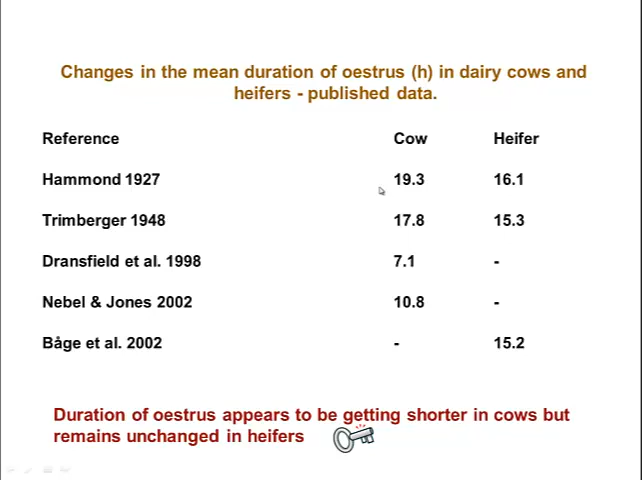 Changes in the mean duration of oestrus (h) in dairy cows and
heifers - published data.
Reference Cow Heifer
Hammond 1927 19.3 16.1
Trimberger 1948 17.8 15.3
Dransfield et al. 1998 7.1 -
Nebel & Jones 2002 10.8 -
Båge et al. 2002 - 15.2
Duration of oestrus appears to be getting shorter in cows but
remains unchanged in heifers